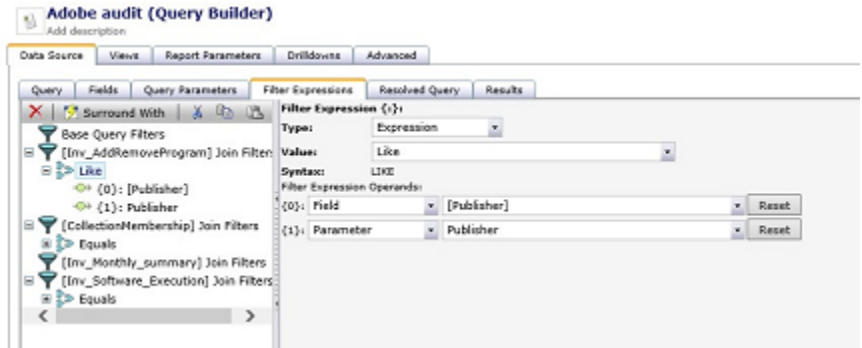 Adobe audit (Query Builder)
Add description
Data Source Views Report Parameters Drilldowns Advanced
Query Fields Query Parameters Filter Expressions Resolved Query Results
Surround With
Base Query Filters
[Inv_AddRemoveProgram] Join Filters
Like
{0}: [Publisher]
{1}: Publisher
[CollectionMembership] Join Filters
Equals
[Inv_Monthly_summary] Join Filters
[Inv_Software_Execution] Join Filters
Equals
Filter Expression {:}:
Type: Expression
Value: Like
Syntax: LIKE
Filter Expression Operands:
{0}: Field [Publisher] Reset
{1}: Parameter Publisher Reset